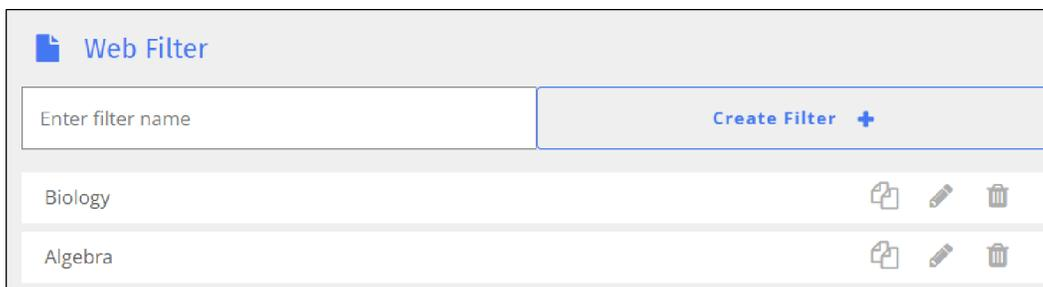 Web Filter
Enter filter name
Create Filter
Biology
Algebra